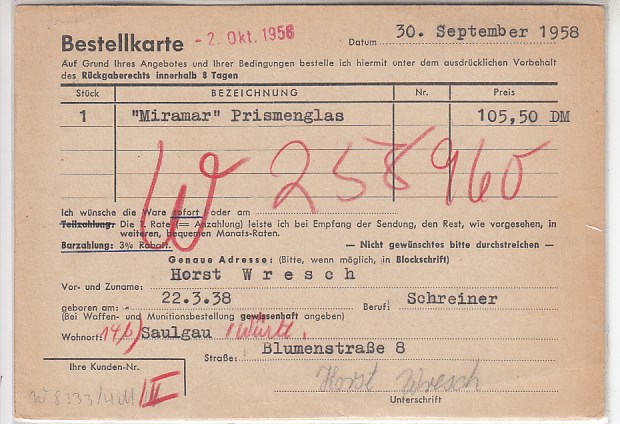 Bestellkarte
- 2. Okt. 1958
Datum 30. September 1958
Auf Grund Ihres Angebotes und Ihrer Bedingungen bestelle ich hiermit unter dem ausdrücklichen Vorbehalt
des Rückgaberechts innerhalb 8 Tagen
Stück BEZEICHNUNG Nr. Preis
1 "Miramar" Prismenglas 105,50 DM
W 258960
Ich wünsche die Ware sofort oder am
Teilzahlung: Die 1. Rate (= Anzahlung) leiste ich bei Empfang der Sendung, den Rest, wie vorgesehen, in
weiteren, bequemen Monats-Raten.
Barzahlung: 3% Rabatt. — Nicht gewünschtes bitte durchstreichen —
Genaue Adresse: (Bitte, wenn möglich, in Blockschrift)
Vor- und Zuname: Horst Wresch
geboren am: 22.3.38 Beruf: Schreiner
(Bei Waffen- und Munitionsbestellung gewissenhaft angeben)
Wohnort: 14b) Saulgau /Württ.
Straße: Blumenstraße 8
Ihre Kunden-Nr.
W 8333/4M/III
Horst Wresch
Unterschrift